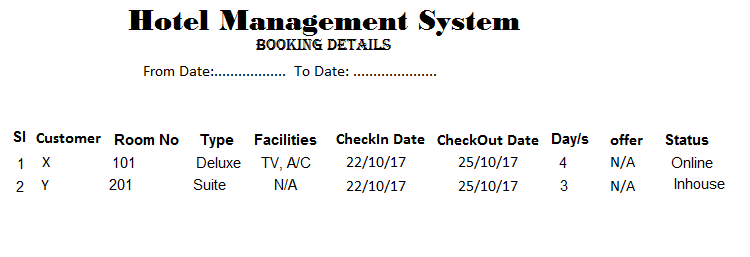 Hotel Management System
BOOKING DETAILS
From Date:.................. To Date: .....................
Sl Customer Room No Type Facilities CheckIn Date CheckOut Date Day/s offer Status
1 X 101 Deluxe TV, A/C 22/10/17 25/10/17 4 N/A Online
2 Y 201 Suite N/A 22/10/17 25/10/17 3 N/A Inhouse